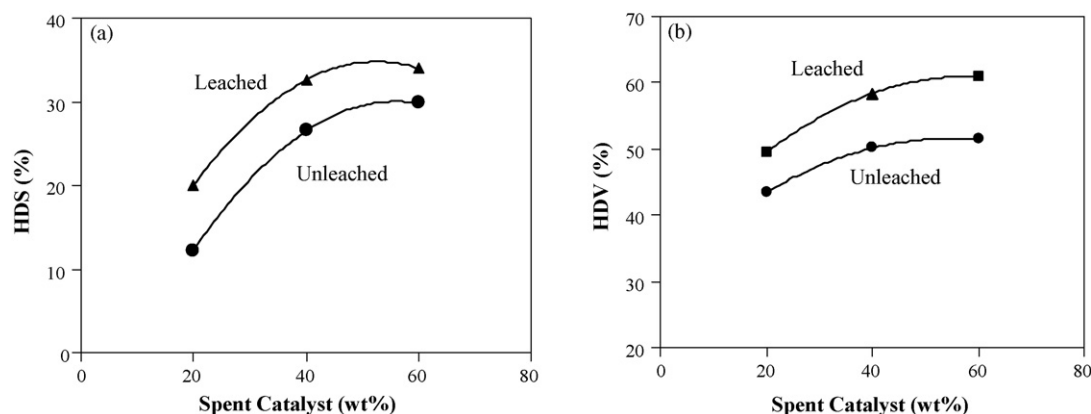 (a)
40
30
20
10
0
HDS (%)
Leached
Unleached
0 20 40 60 80
Spent Catalyst (wt%)
(b)
70
60
50
40
30
20
HDV (%)
Leached
Unleached
0 20 40 60 80
Spent Catalyst (wt%)